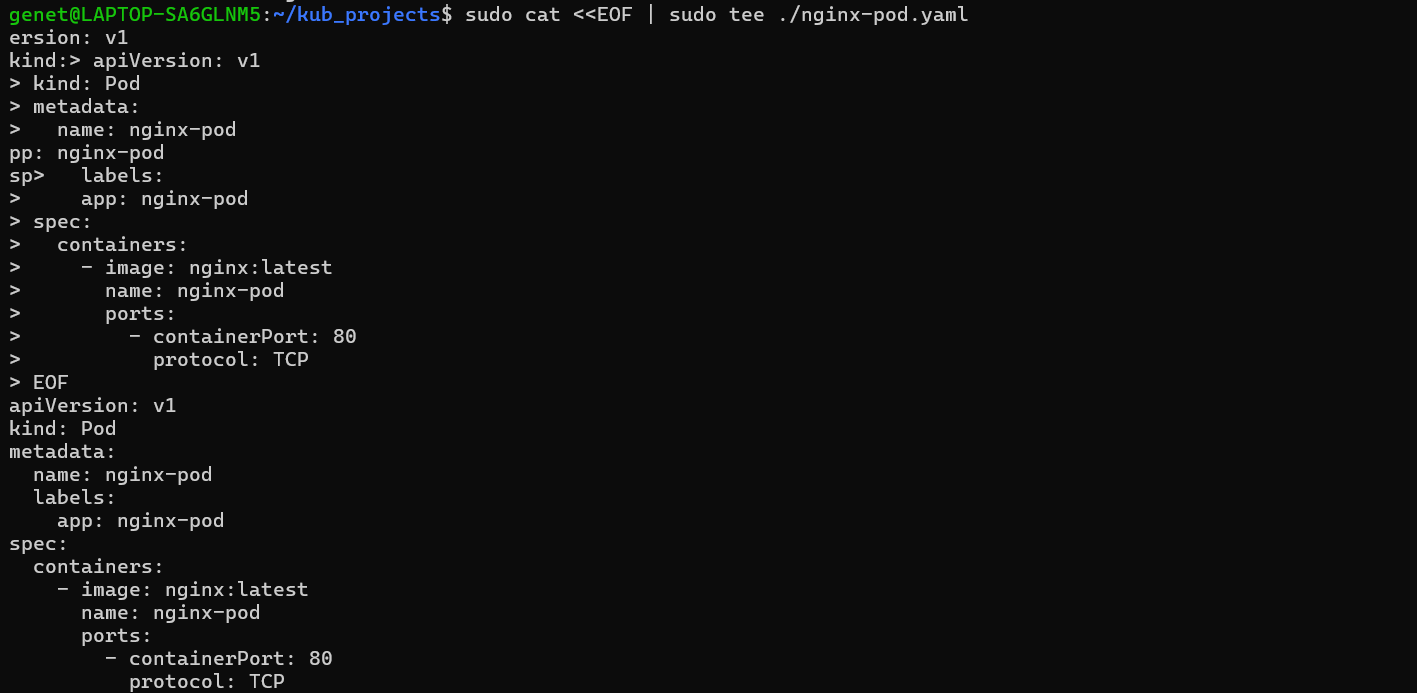 genet@LAPTOP-SA6GLNM5:~/kub_projects$ sudo cat <<EOF | sudo tee ./nginx-pod.yaml
ersion: v1
kind:> apiVersion: v1
> kind: Pod
> metadata:
>   name: nginx-pod
pp: nginx-pod
sp>   labels:
>     app: nginx-pod
> spec:
>   containers:
>     - image: nginx:latest
>       name: nginx-pod
>       ports:
>         - containerPort: 80
>           protocol: TCP
> EOF
apiVersion: v1
kind: Pod
metadata:
  name: nginx-pod
  labels:
    app: nginx-pod
spec:
  containers:
    - image: nginx:latest
      name: nginx-pod
      ports:
        - containerPort: 80
          protocol: TCP